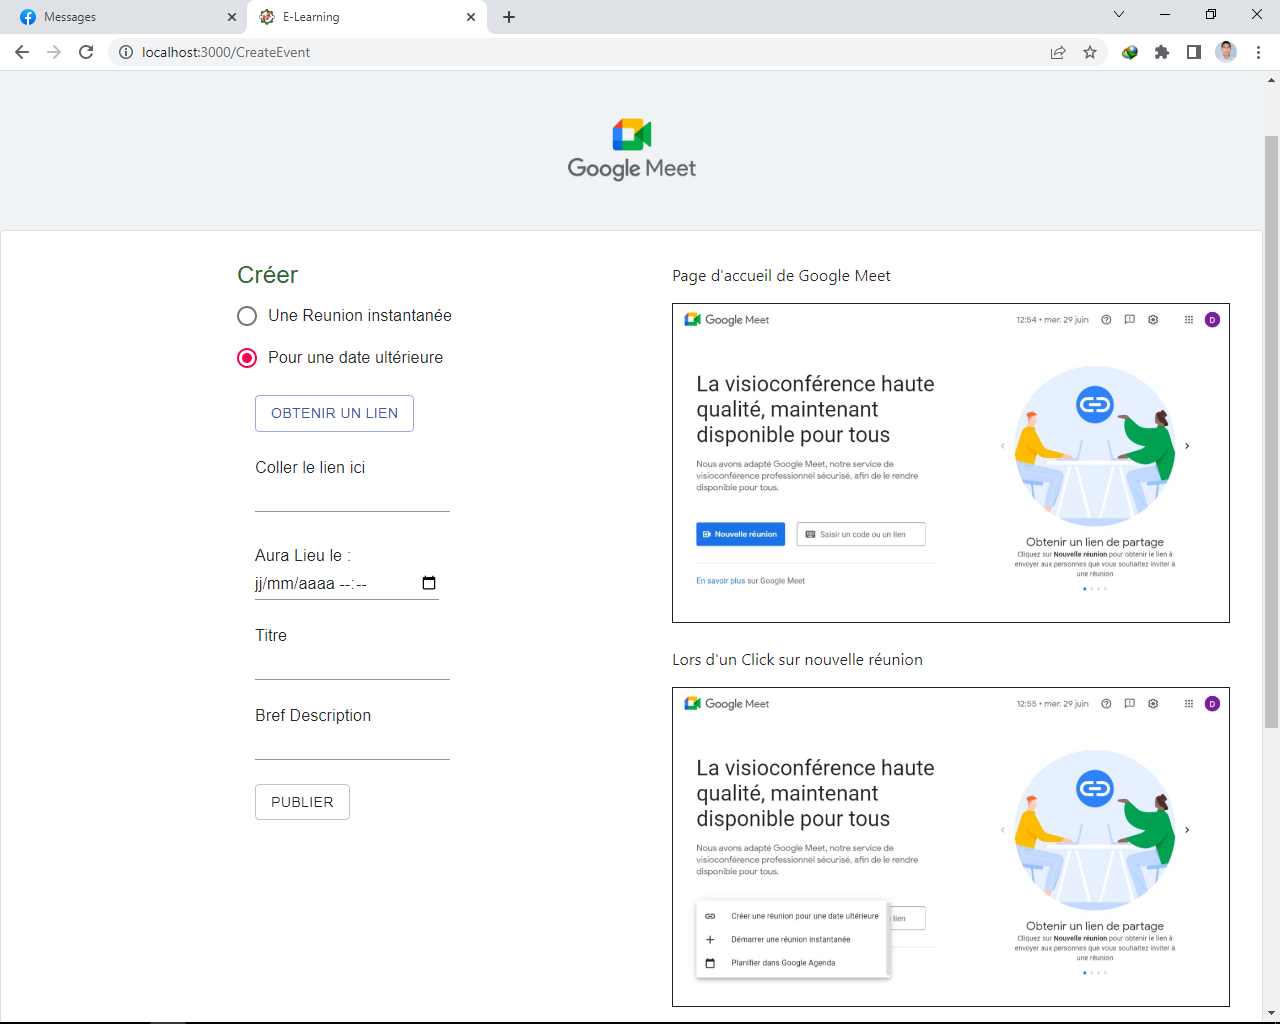 Messages
E-Learning
localhost:3000/CreateEvent
Google Meet
Créer
Une Reunion instantanée
Pour une date ultérieure
OBTENIR UN LIEN
Coller le lien ici
Aura Lieu le :
jj/mm/aaaa --:--
Titre
Bref Description
PUBLIER
Page d'accueil de Google Meet
Google Meet
12:54 • mer. 29 juin
D
La visioconférence haute
qualité, maintenant
disponible pour tous
Nous avons adapté Google Meet, notre service de
visioconférence professionnel sécurisé, afin de le rendre
disponible pour tous.
Nouvelle réunion
Saisir un code ou un lien
En savoir plus sur Google Meet
Obtenir un lien de partage
Cliquez sur Nouvelle réunion pour obtenir le lien à
envoyer aux personnes que vous souhaitez inviter à
une réunion
Lors d'un Click sur nouvelle réunion
Google Meet
12:55 • mer. 29 juin
D
La visioconférence haute
qualité, maintenant
disponible pour tous
Nous avons adapté Google Meet, notre service de
visioconférence professionnel sécurisé, afin de le rendre
disponible pour tous.
Créer une réunion pour une date ultérieure
lien
Démarrer une réunion instantanée
Planifier dans Google Agenda
Obtenir un lien de partage
Cliquez sur Nouvelle réunion pour obtenir le lien à
envoyer aux personnes que vous souhaitez inviter à
une réunion